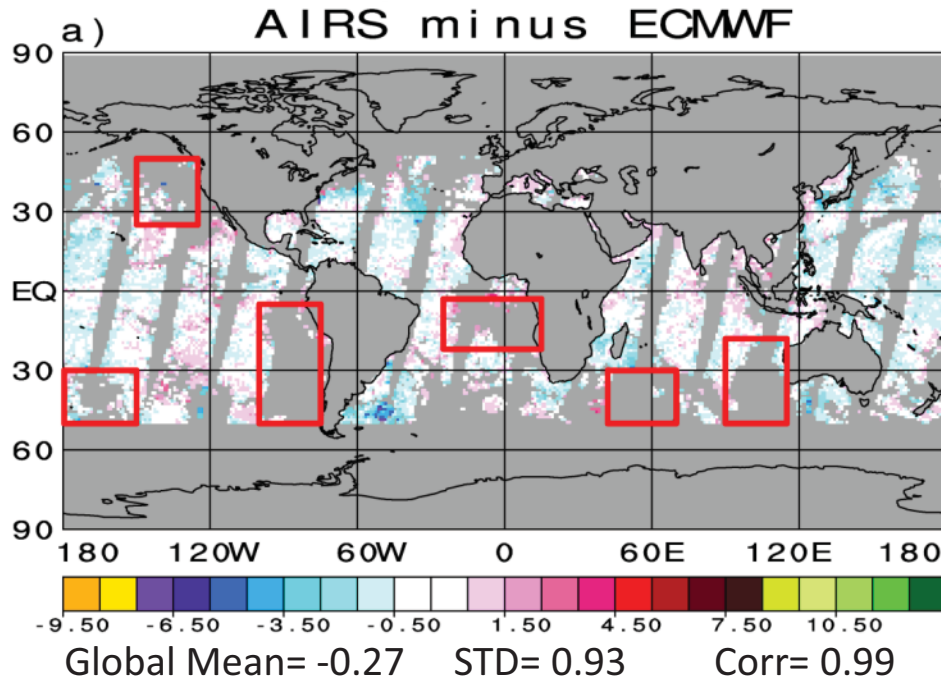 a) AIRS minus ECMWF
90
60
30
EQ
30
60
90
180 120W 60W 0 60E 120E 180
-9.50 -6.50 -3.50 -0.50 1.50 4.50 7.50 10.50
Global Mean= -0.27 STD= 0.93 Corr= 0.99